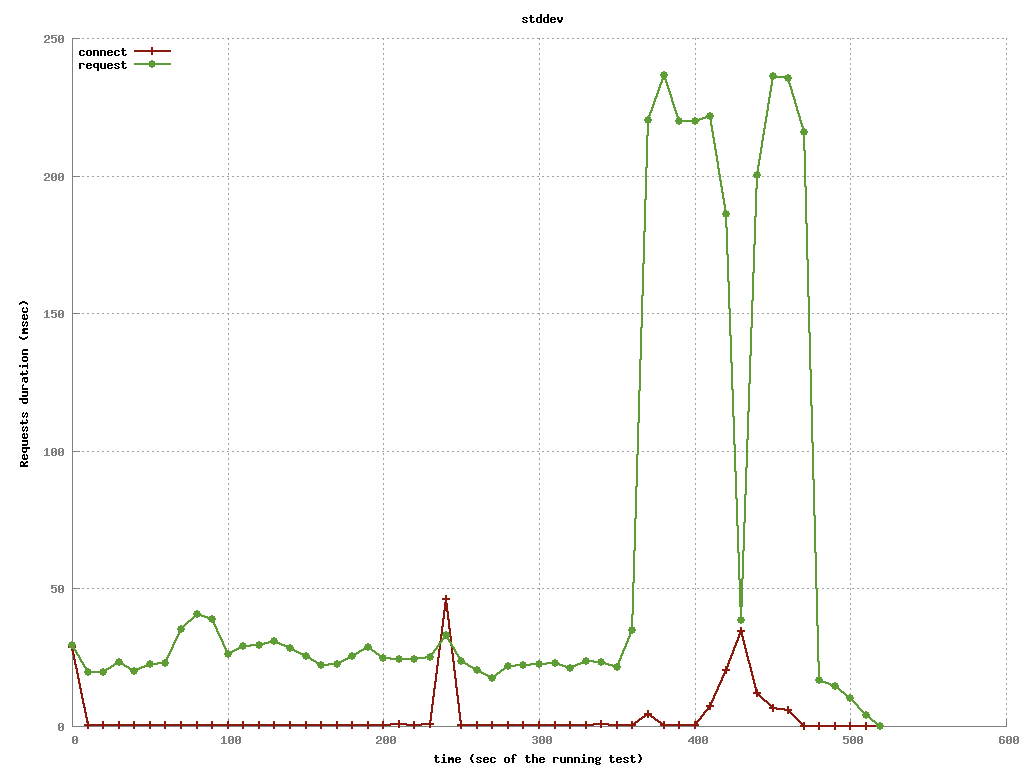 stddev
connect
request
250
200
150
100
50
0
Requests duration (msec)
0 100 200 300 400 500 600
time (sec of the running test)